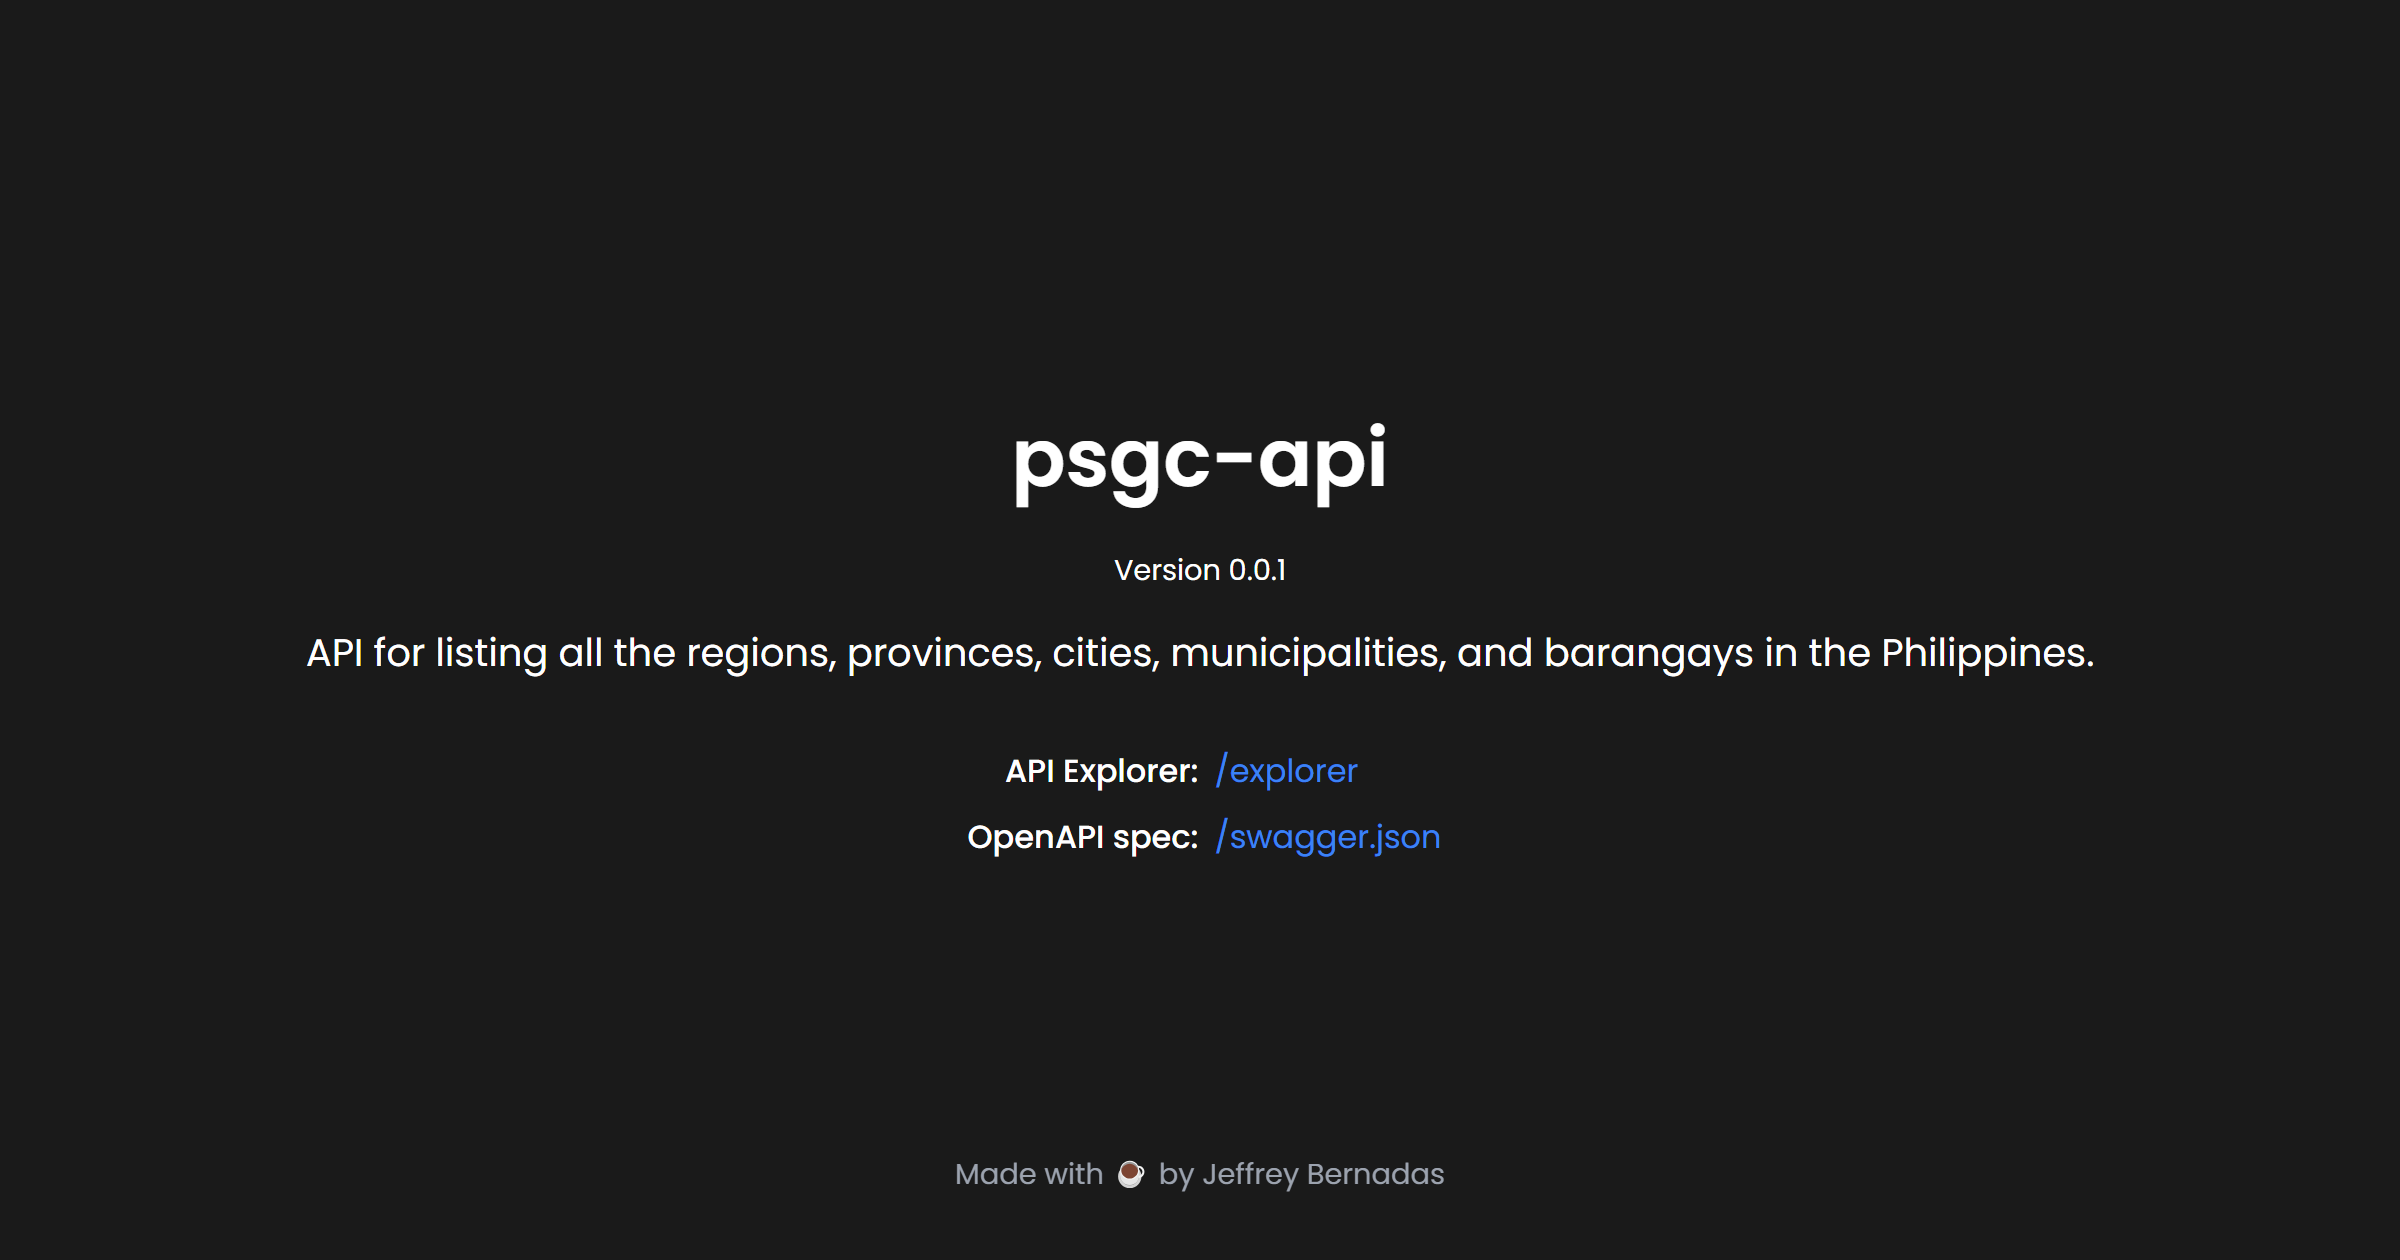 psgc-api
Version 0.0.1
API for listing all the regions, provinces, cities, municipalities, and barangays in the Philippines.
API Explorer: /explorer
OpenAPI spec: /swagger.json
Made with ☕ by Jeffrey Bernadas